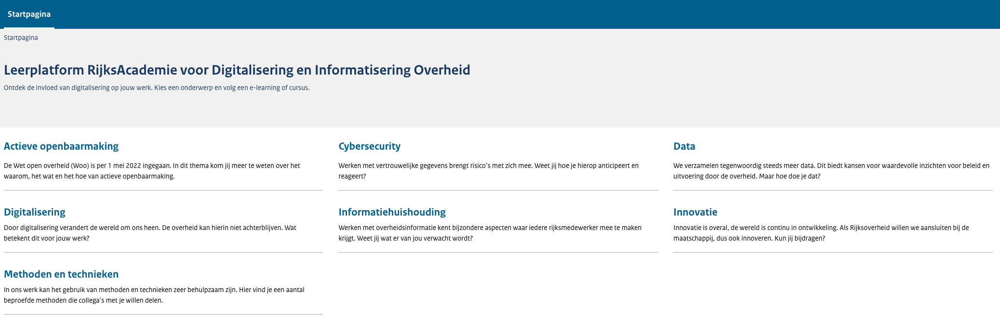 Startpagina
Startpagina
Leerplatform RijksAcademie voor Digitalisering en Informatisering Overheid
Ontdek de invloed van digitalisering op jouw werk. Kies een onderwerp en volg een e-learning of cursus.
Actieve openbaarmaking
De Wet open overheid (Woo) is per 1 mei 2022 ingegaan. In dit thema kom jij meer te weten over het
waarom, het wat en het hoe van actieve openbaarmaking.
Cybersecurity
Werken met vertrouwelijke gegevens brengt risico’s met zich mee. Weet jij hoe je hierop anticipeert en
reageert?
Data
We verzamelen tegenwoordig steeds meer data. Dit biedt kansen voor waardevolle inzichten voor beleid en
uitvoering door de overheid. Maar hoe doe je dat?
Digitalisering
Door digitalisering verandert de wereld om ons heen. De overheid kan hierin niet achterblijven. Wat
betekent dit voor jouw werk?
Informatiehuishouding
Werken met overheidsinformatie kent bijzondere aspecten waar iedere rijksmedewerker mee te maken
krijgt. Weet jij wat er van jou verwacht wordt?
Innovatie
Innovatie is overal, de wereld is continu in ontwikkeling. Als Rijksoverheid willen we aansluiten bij de
maatschappij, dus ook innoveren. Kun jij bijdragen?
Methoden en technieken
In ons werk kan het gebruik van methoden en technieken zeer behulpzaam zijn. Hier vind je een aantal
beproefde methoden die collega’s met je willen delen.